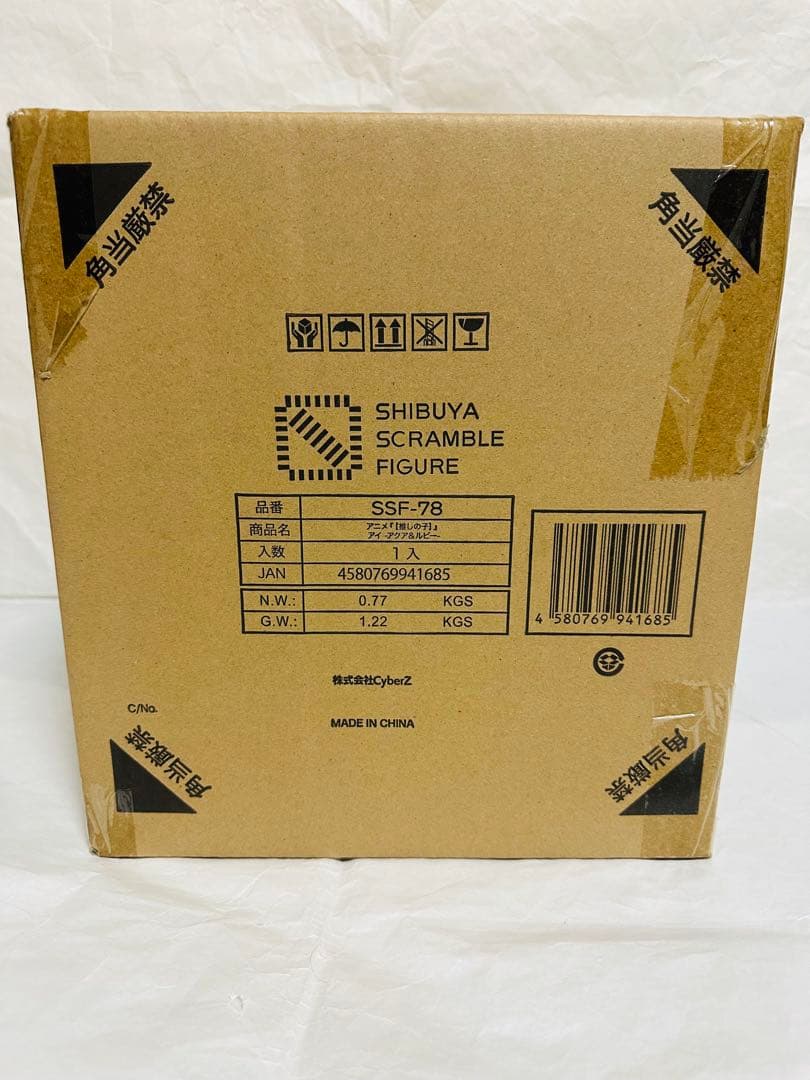 角当厳禁
角当厳禁
SHIBUYA
SCRAMBLE
FIGURE
品番 SSF-78
商品名 アニメ『【推しの子】』
アイ -アクア&ルビー-
入数 1入
JAN 4580769941685
N.W.: 0.77 KGS
G.W.: 1.22 KGS
4 580769 941685
株式会社CyberZ
C/No.
MADE IN CHINA
角当厳禁
角当厳禁